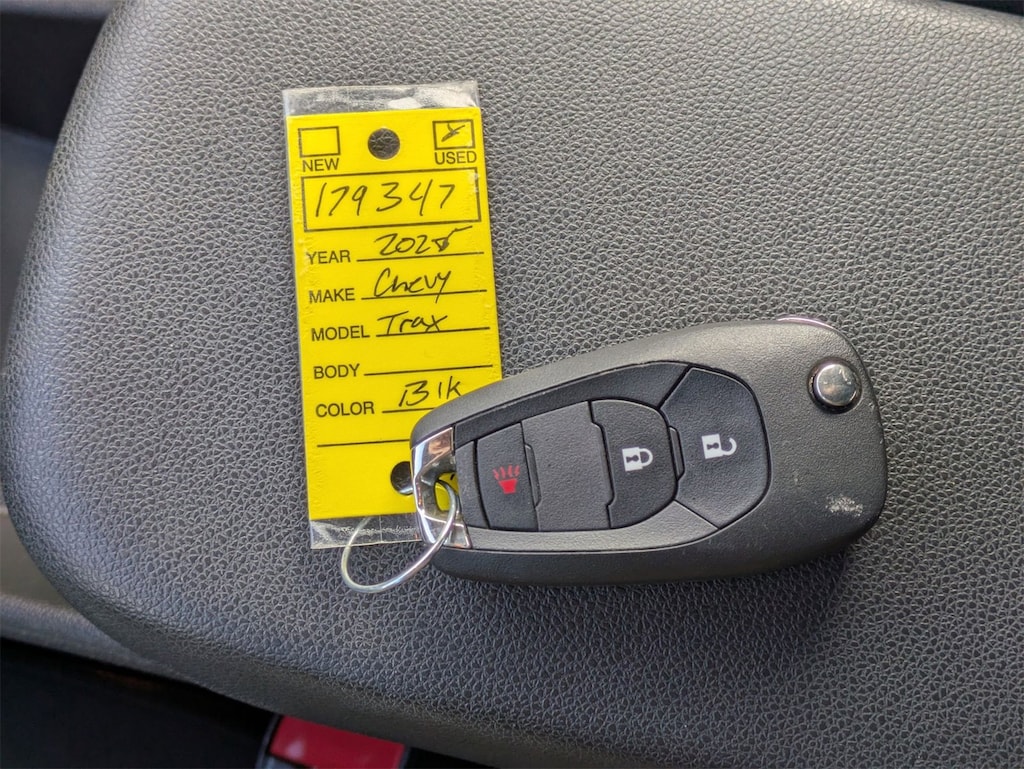 NEW USED
179347
YEAR 2025
MAKE Chevy
MODEL Trax
BODY
COLOR Blk